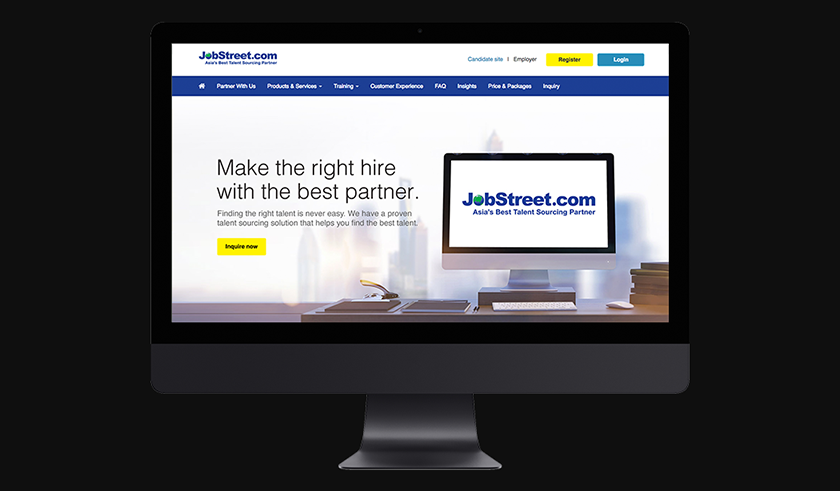 JobStreet.com
Asia's Best Talent Sourcing Partner
Candidate site | Employer Register Login
Partner With Us Products & Services Training Customer Experience FAQ Insights Price & Packages Inquiry
Make the right hire
with the best partner.
Finding the right talent is never easy. We have a proven
talent sourcing solution that helps you find the best talent.
Inquire now
JobStreet.com
Asia's Best Talent Sourcing Partner